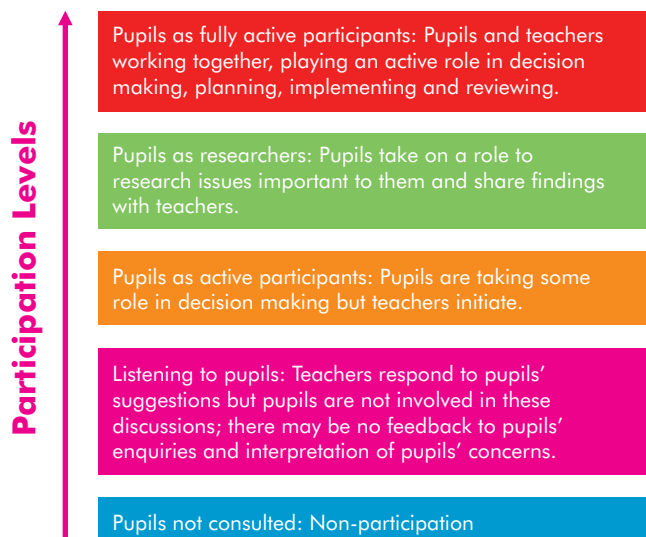 Participation Levels
Pupils as fully active participants: Pupils and teachers
working together, playing an active role in decision
making, planning, implementing and reviewing.
Pupils as researchers: Pupils take on a role to
research issues important to them and share findings
with teachers.
Pupils as active participants: Pupils are taking some
role in decision making but teachers initiate.
Listening to pupils: Teachers respond to pupils’
suggestions but pupils are not involved in these
discussions; there may be no feedback to pupils’
enquiries and interpretation of pupils’ concerns.
Pupils not consulted: Non-participation